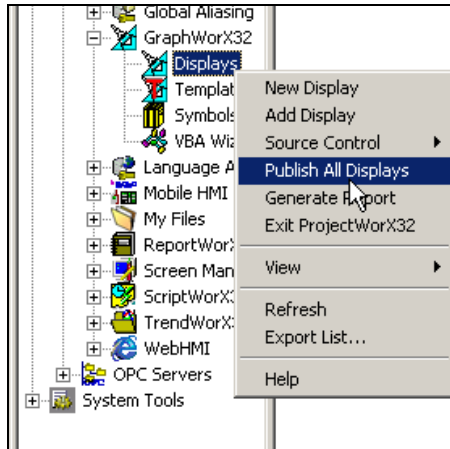 Global Aliasing
GraphWorX32
Displays
Templat
Symbols
VBA Wiz
Language A
Mobile HMI
My Files
ReportWorX
Screen Man
ScriptWorX
TrendWorX
WebHMI
OPC Servers
System Tools
New Display
Add Display
Source Control
Publish All Displays
Generate Report
Exit ProjectWorX32
View
Refresh
Export List...
Help